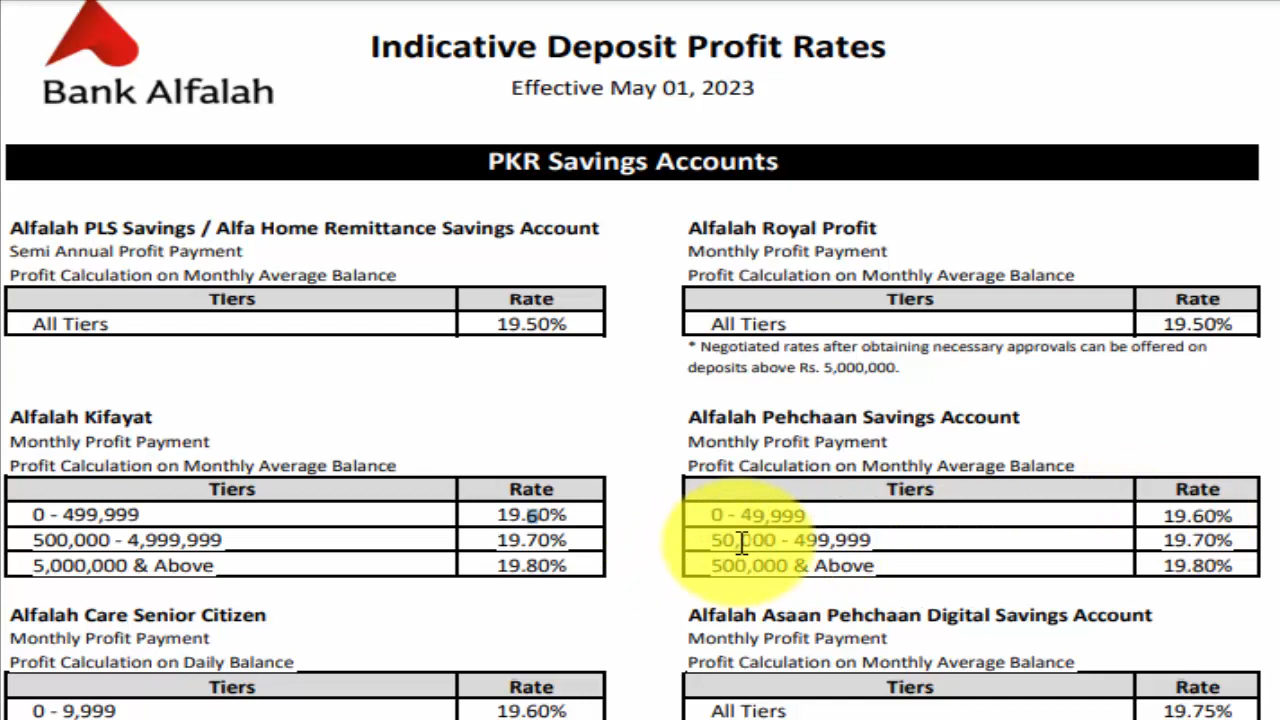 Bank Alfalah
Indicative Deposit Profit Rates
Effective May 01, 2023
PKR Savings Accounts
Alfalah PLS Savings / Alfa Home Remittance Savings Account
Semi Annual Profit Payment
Profit Calculation on Monthly Average Balance
Tiers Rate
All Tiers 19.50%
Alfalah Royal Profit
Monthly Profit Payment
Profit Calculation on Monthly Average Balance
Tiers Rate
All Tiers 19.50%
* Negotiated rates after obtaining necessary approvals can be offered on
deposits above Rs. 5,000,000.
Alfalah Kifayat
Monthly Profit Payment
Profit Calculation on Monthly Average Balance
Tiers Rate
0 - 499,999 19.60%
500,000 - 4,999,999 19.70%
5,000,000 & Above 19.80%
Alfalah Pehchaan Savings Account
Monthly Profit Payment
Profit Calculation on Monthly Average Balance
Tiers Rate
0 - 49,999 19.60%
50,000 - 499,999 19.70%
500,000 & Above 19.80%
Alfalah Care Senior Citizen
Monthly Profit Payment
Profit Calculation on Daily Balance
Tiers Rate
0 - 9,999 19.60%
Alfalah Asaan Pehchaan Digital Savings Account
Monthly Profit Payment
Profit Calculation on Monthly Average Balance
Tiers Rate
All Tiers 19.75%